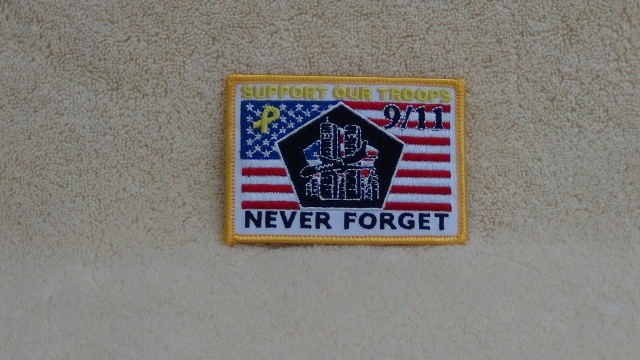 SUPPORT OUR TROOPS
9/11
NEVER FORGET